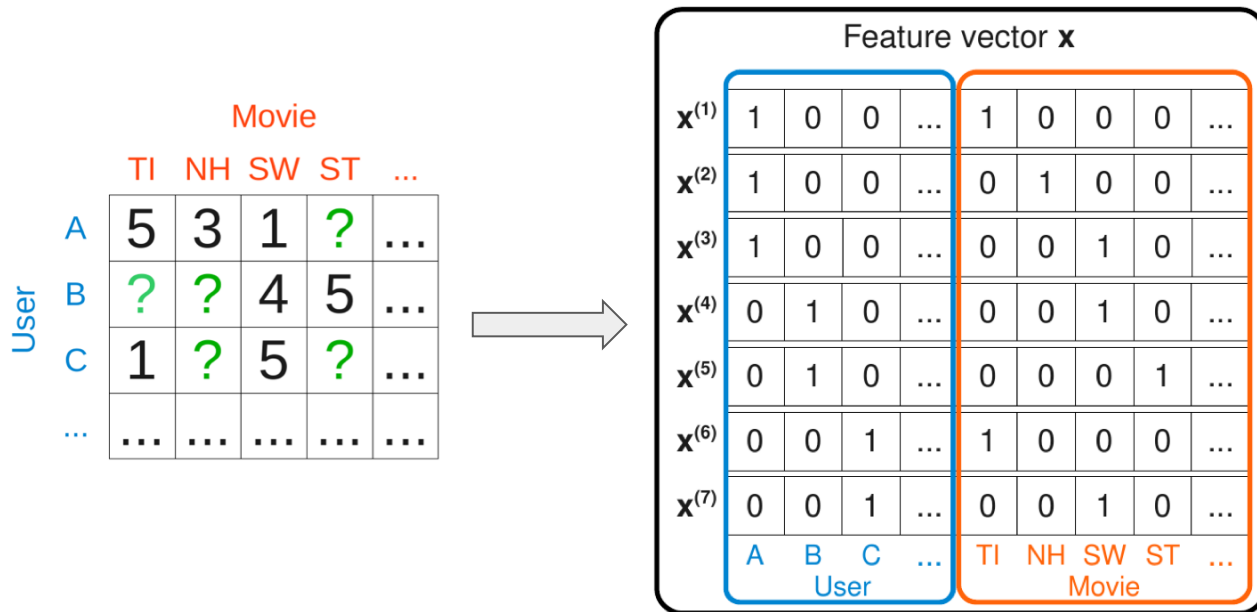 Movie
TI NH SW ST ...
User
A 5 3 1 ? ...
B ? ? 4 5 ...
C 1 ? 5 ? ...
... ... ... ... ... ...
Feature vector x
x(1) 1 0 0 ... 1 0 0 0 ...
x(2) 1 0 0 ... 0 1 0 0 ...
x(3) 1 0 0 ... 0 0 1 0 ...
x(4) 0 1 0 ... 0 0 1 0 ...
x(5) 0 1 0 ... 0 0 0 1 ...
x(6) 0 0 1 ... 1 0 0 0 ...
x(7) 0 0 1 ... 0 0 1 0 ...
A B C ... TI NH SW ST ...
User Movie